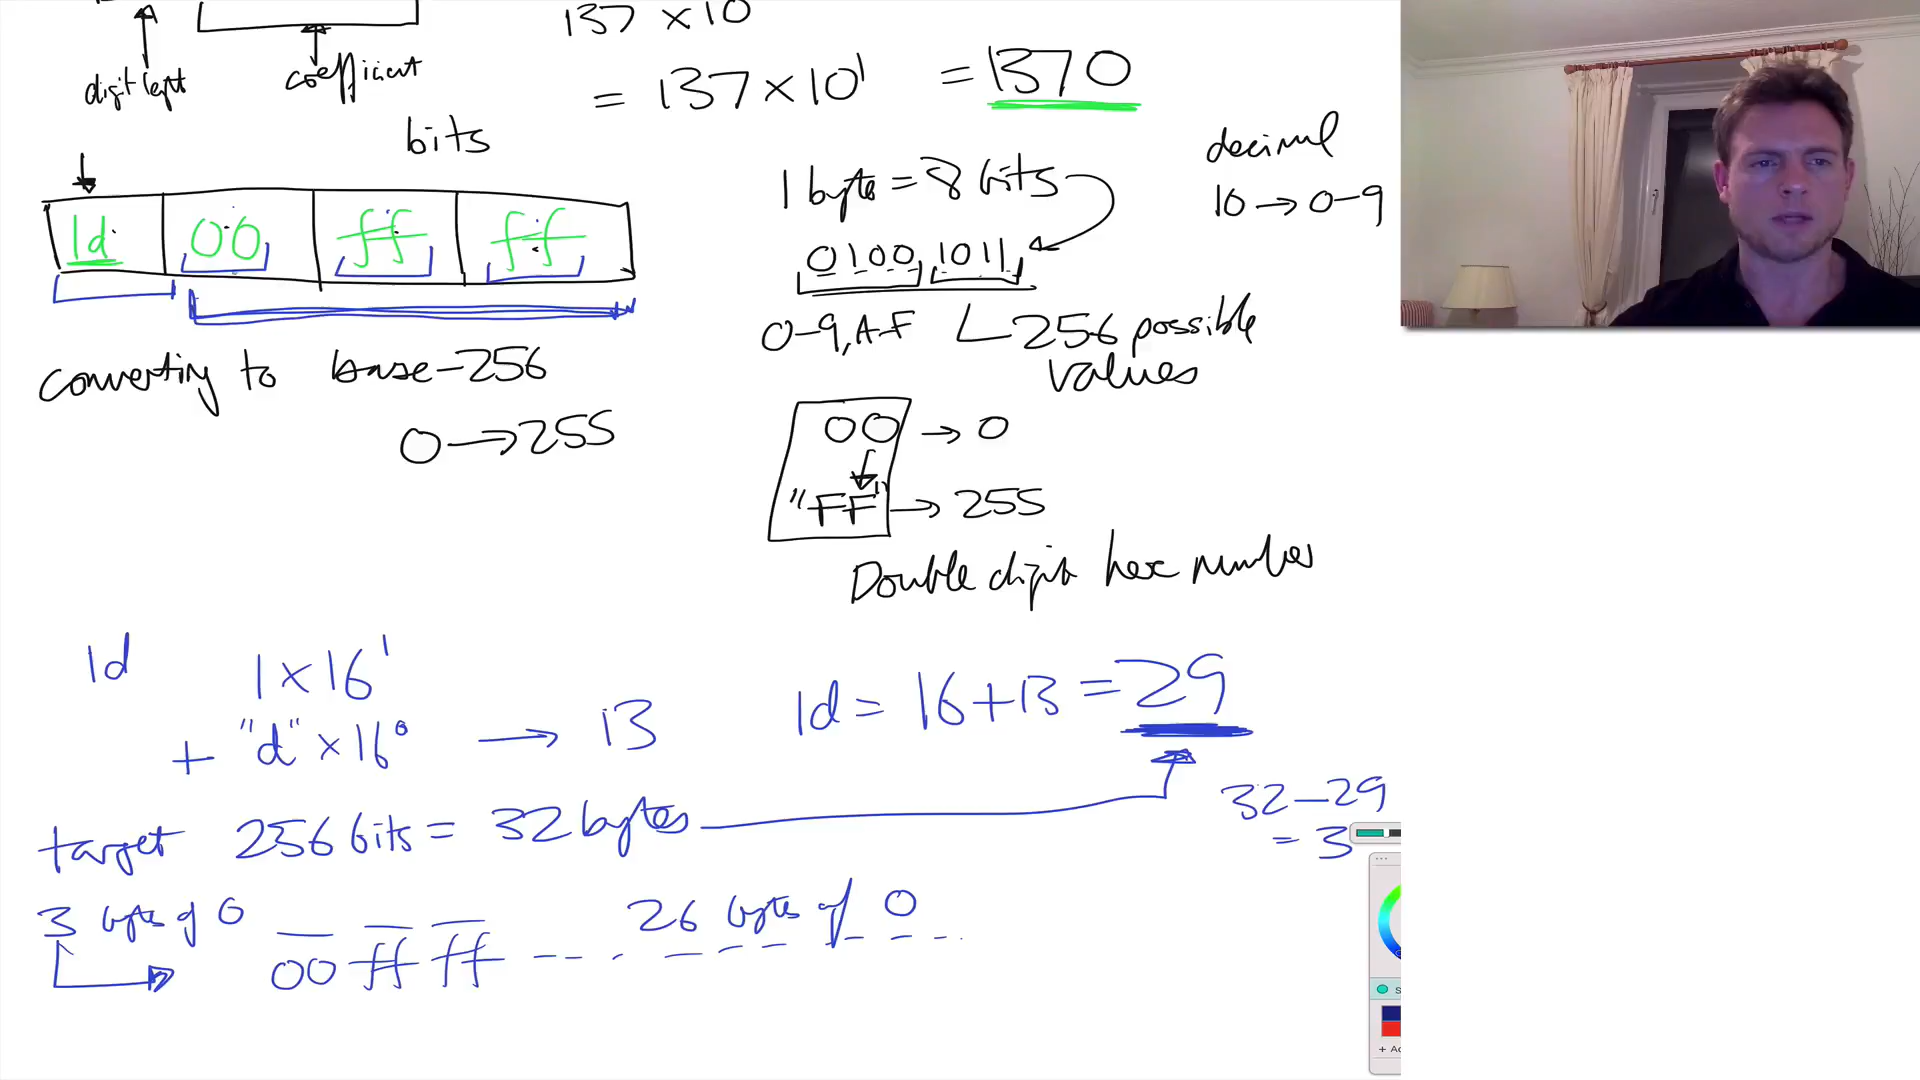 137 × 10
digit length
coefficient
= 137 × 10¹ = 1370
bits
1 byte = 8 bits
decimal
10 → 0-9
1d 00 ff ff
0100 1011
0-9, A-F
256 possible
values
converting to base-256
0 → 255
00 → 0
"FF" → 255
Double digit hex number
1d
1 × 16¹
+ "d" × 16⁰ → 13
1d = 16 + 13 = 29
32 - 29
= 3
target 256 bits = 32 bytes
3 bytes of 0
00 ff ff
26 bytes of 0